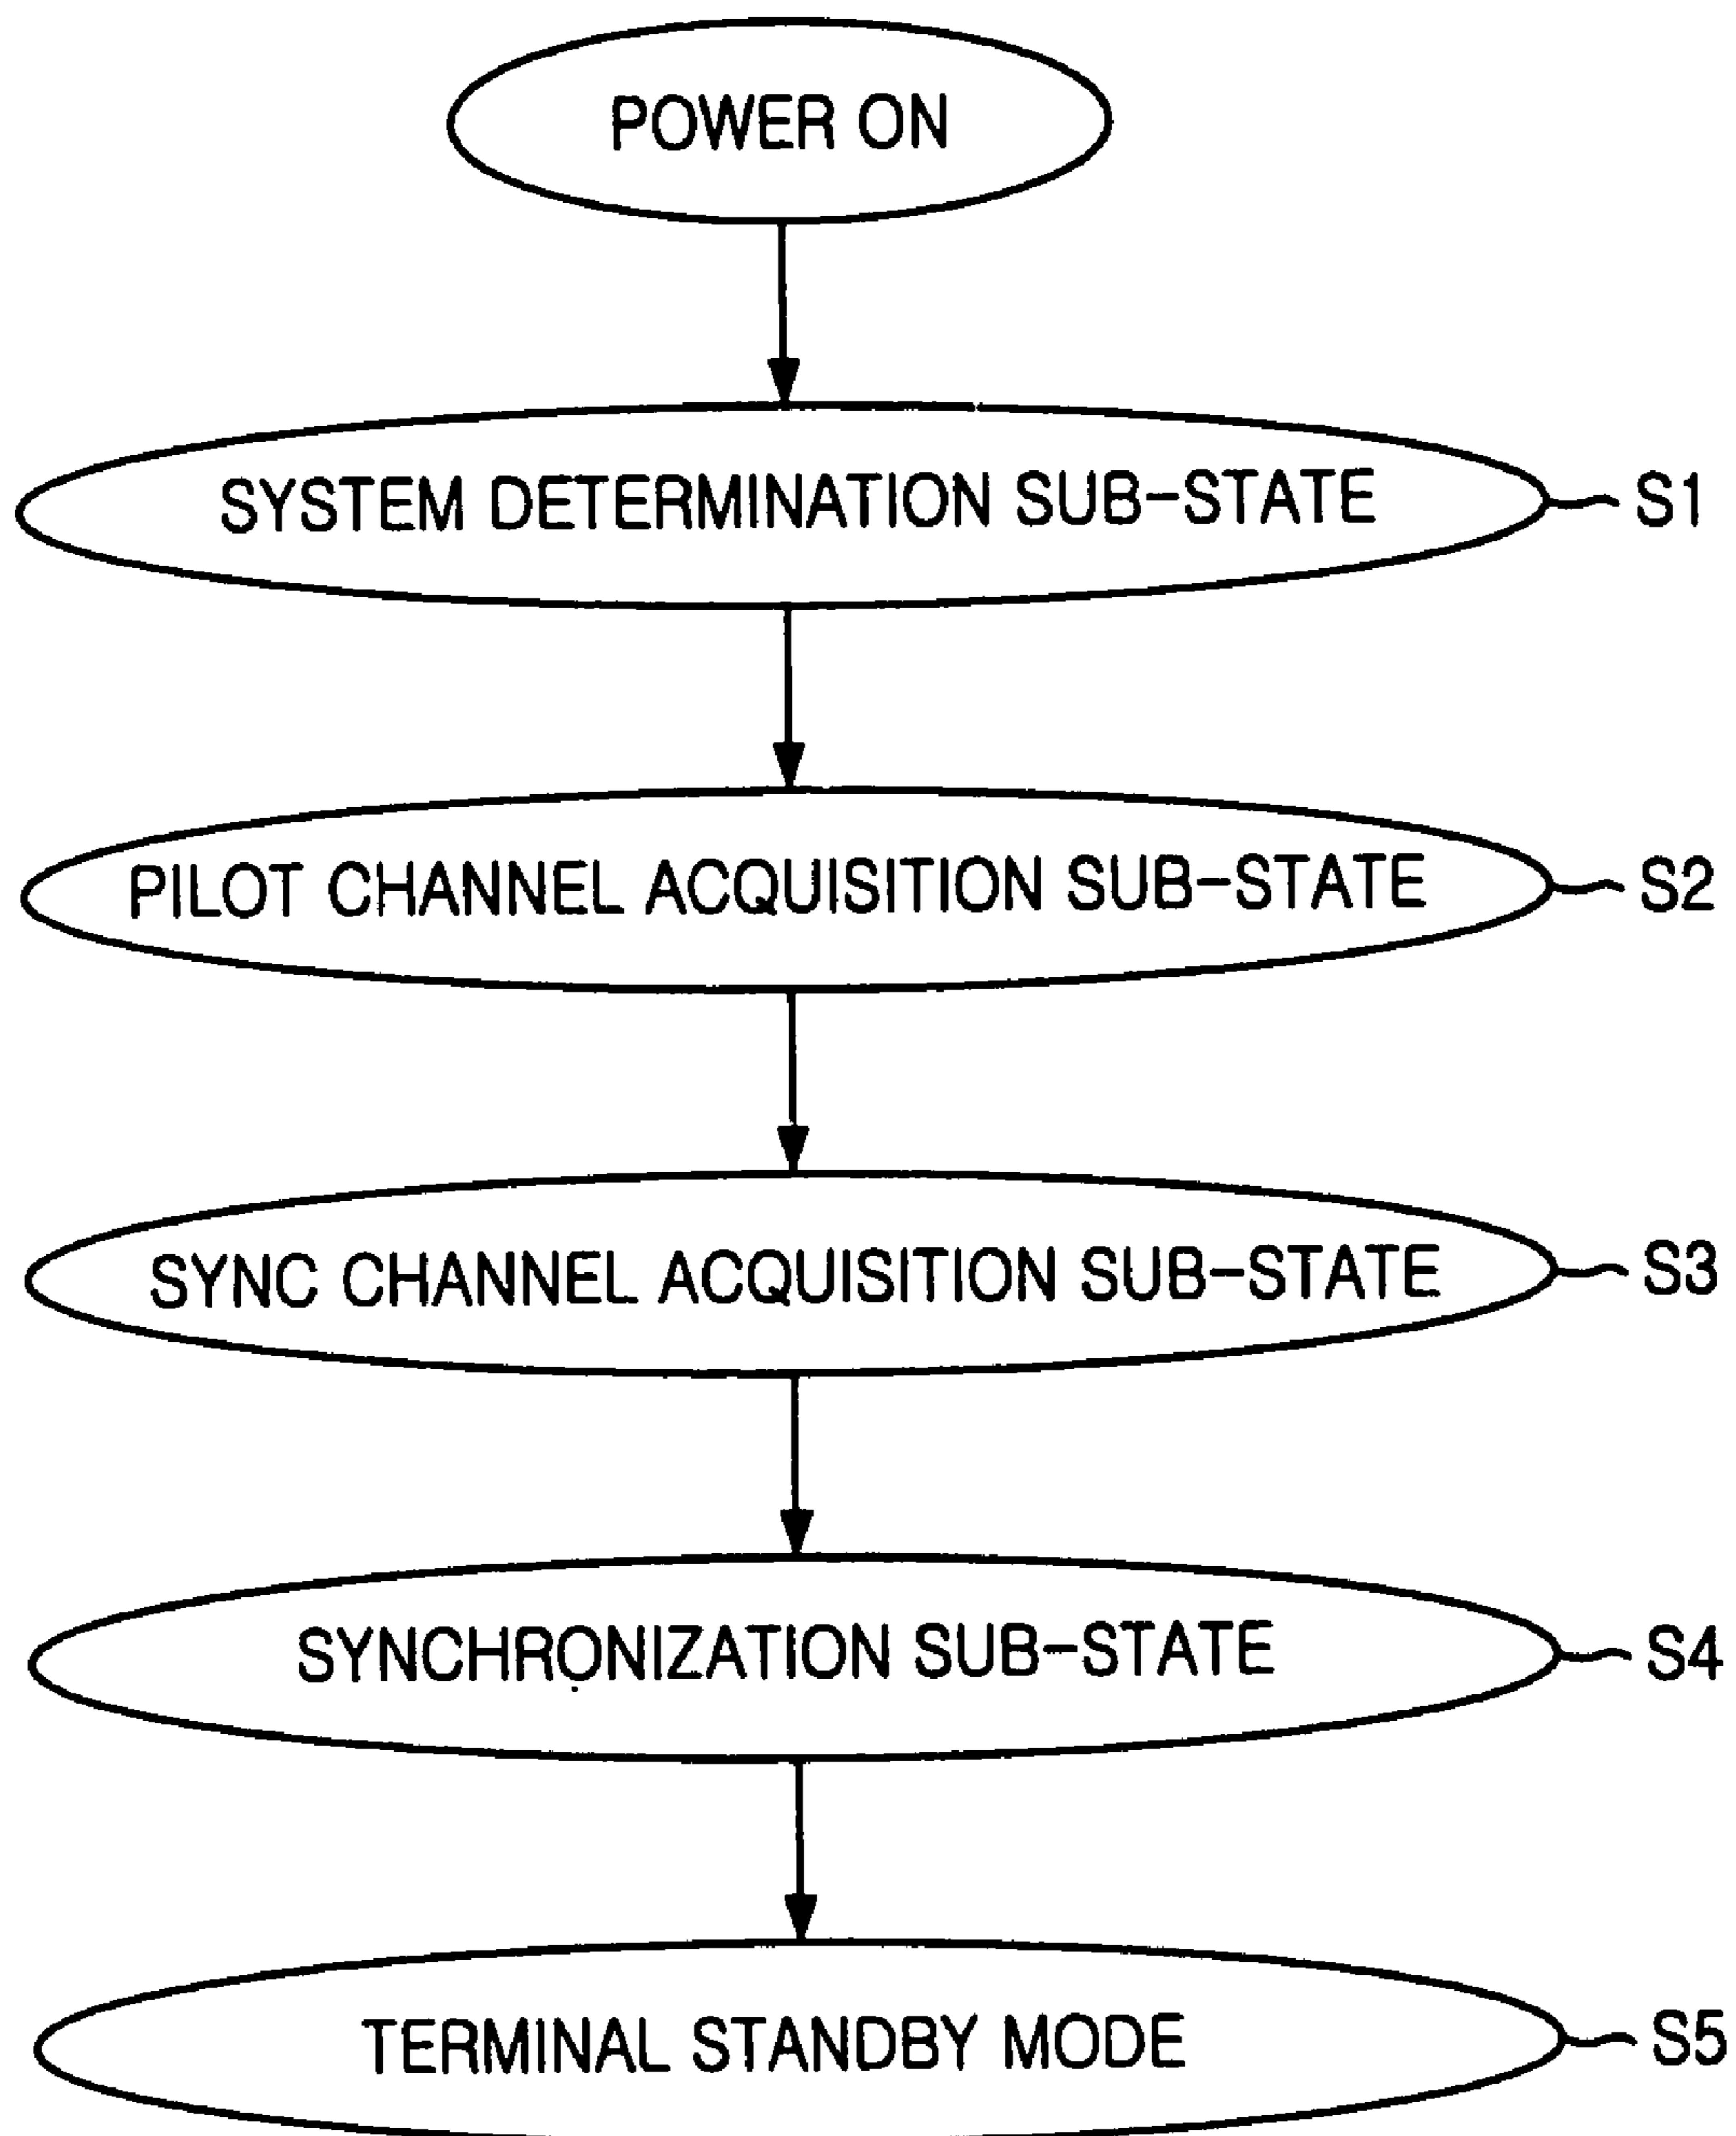 POWER ON
SYSTEM DETERMINATION SUB-STATE S1
PILOT CHANNEL ACQUISITION SUB-STATE S2
SYNC CHANNEL ACQUISITION SUB-STATE S3
SYNCHRONIZATION SUB-STATE S4
TERMINAL STANDBY MODE S5